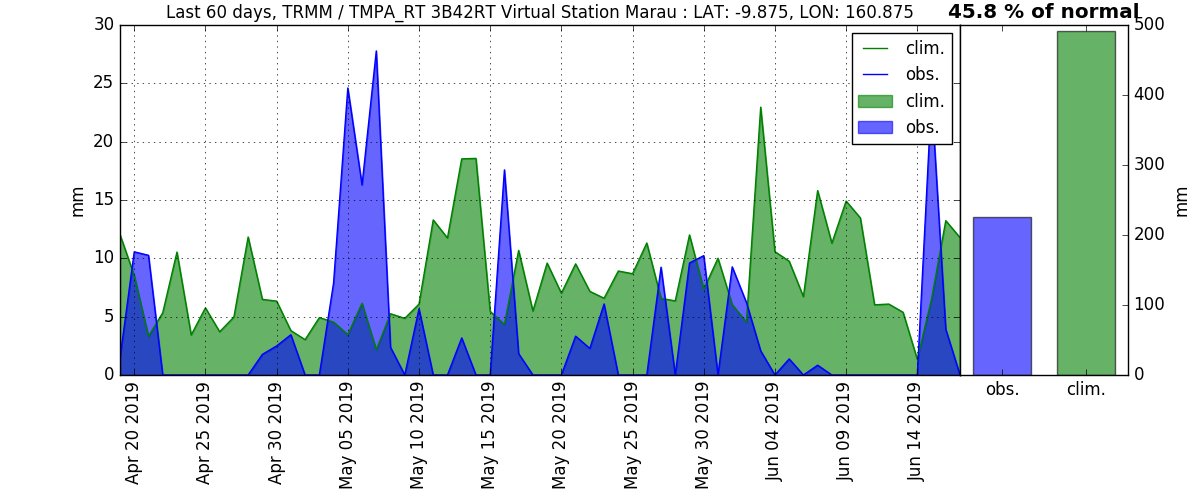 Last 60 days, TRMM / TMPA_RT 3B42RT Virtual Station Marau : LAT: -9.875, LON: 160.875
45.8 % of normal
30
25
20
15
10
5
0
mm
clim.
obs.
clim.
obs.
Apr 20 2019
Apr 25 2019
Apr 30 2019
May 05 2019
May 10 2019
May 15 2019
May 20 2019
May 25 2019
May 30 2019
Jun 04 2019
Jun 09 2019
Jun 14 2019
500
400
300
200
100
0
mm
obs.
clim.